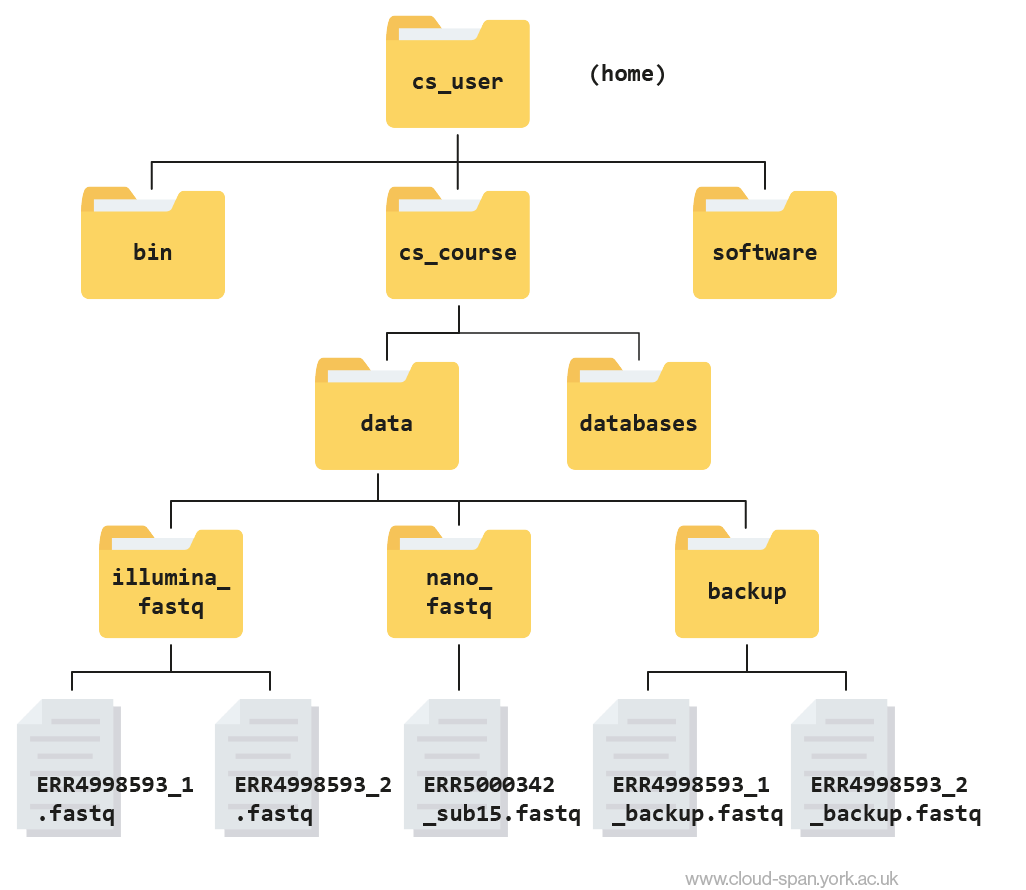 cs_user
(home)
bin
cs_course
software
data
databases
illumina_
fastq
nano_
fastq
backup
ERR4998593_1
.fastq
ERR4998593_2
.fastq
ERR5000342
_sub15.fastq
ERR4998593_1
_backup.fastq
ERR4998593_2
_backup.fastq
www.cloud-span.york.ac.uk